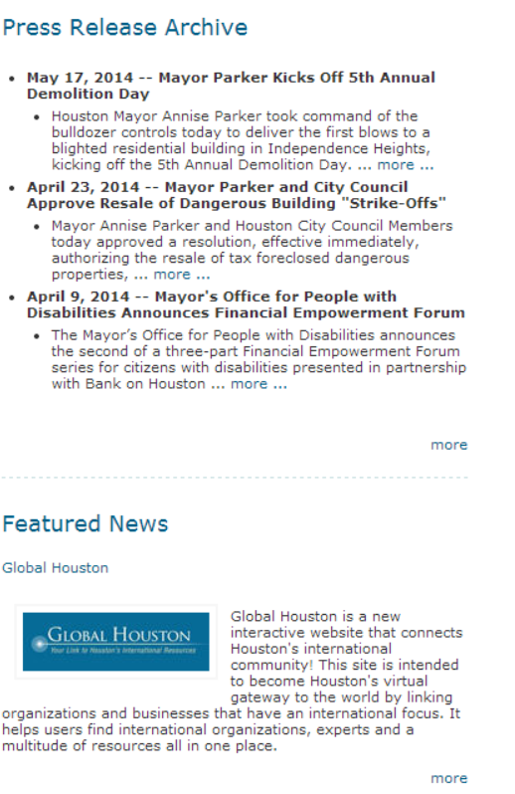 Press Release Archive
• May 17, 2014 -- Mayor Parker Kicks Off 5th Annual
Demolition Day
• Houston Mayor Annise Parker took command of the
bulldozer controls today to deliver the first blows to a
blighted residential building in Independence Heights,
kicking off the 5th Annual Demolition Day. ... more ...
• April 23, 2014 -- Mayor Parker and City Council
Approve Resale of Dangerous Building "Strike-Offs"
• Mayor Annise Parker and Houston City Council Members
today approved a resolution, effective immediately,
authorizing the resale of tax foreclosed dangerous
properties, ... more ...
• April 9, 2014 -- Mayor's Office for People with
Disabilities Announces Financial Empowerment Forum
• The Mayor’s Office for People with Disabilities announces
the second of a three-part Financial Empowerment Forum
series for citizens with disabilities presented in partnership
with Bank on Houston ... more ...
more
Featured News
Global Houston
GLOBAL HOUSTON
Your Link to Houston's International Resources
Global Houston is a new
interactive website that connects
Houston's international
community! This site is intended
to become Houston's virtual
gateway to the world by linking
organizations and businesses that have an international focus. It
helps users find international organizations, experts and a
multitude of resources all in one place.
more